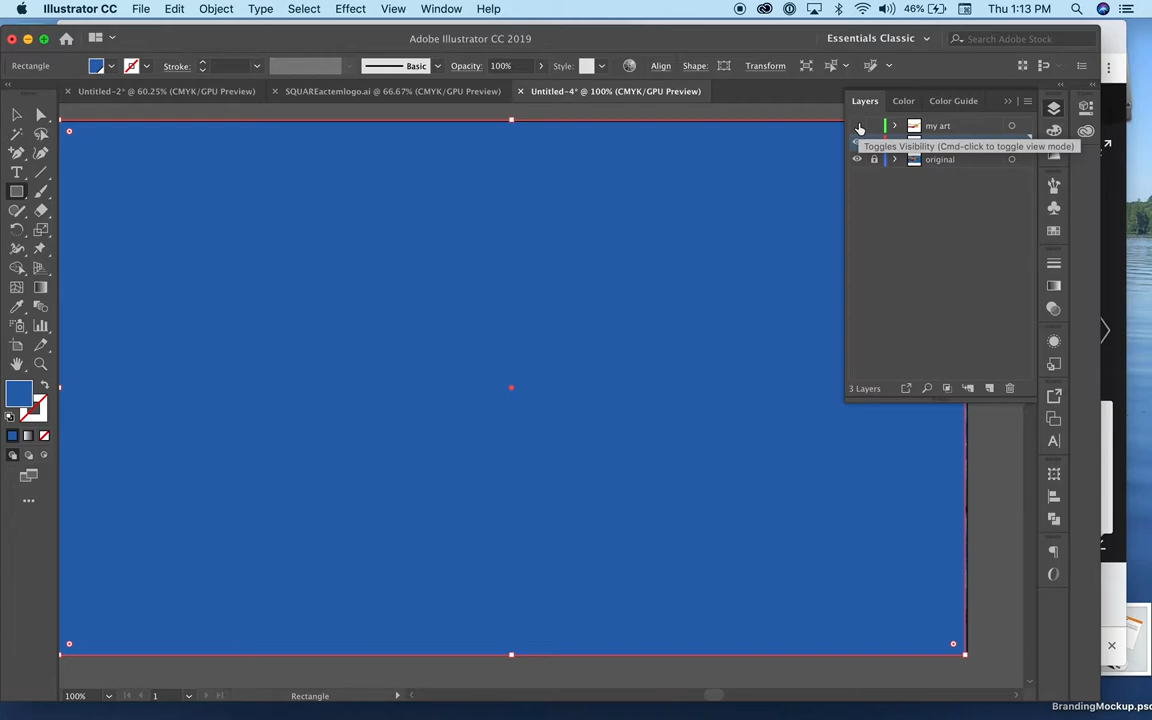 Illustrator CC File Edit Object Type Select Effect View Window Help 46% Thu 1:13 PM
Adobe Illustrator CC 2019 Essentials Classic Search Adobe Stock
Rectangle Stroke: Basic Opacity: 100% Style: Align Shape: Transform
Untitled-2* @ 60.25% (CMYK/GPU Preview) SQUAREactemlogo.ai @ 66.67% (CMYK/GPU Preview) Untitled-4* @ 100% (CMYK/GPU Preview)
Layers Color Color Guide
my art
Toggles Visibility (Cmd-click to toggle view mode)
original
3 Layers
100% 1 Rectangle
BrandingMockup.psd